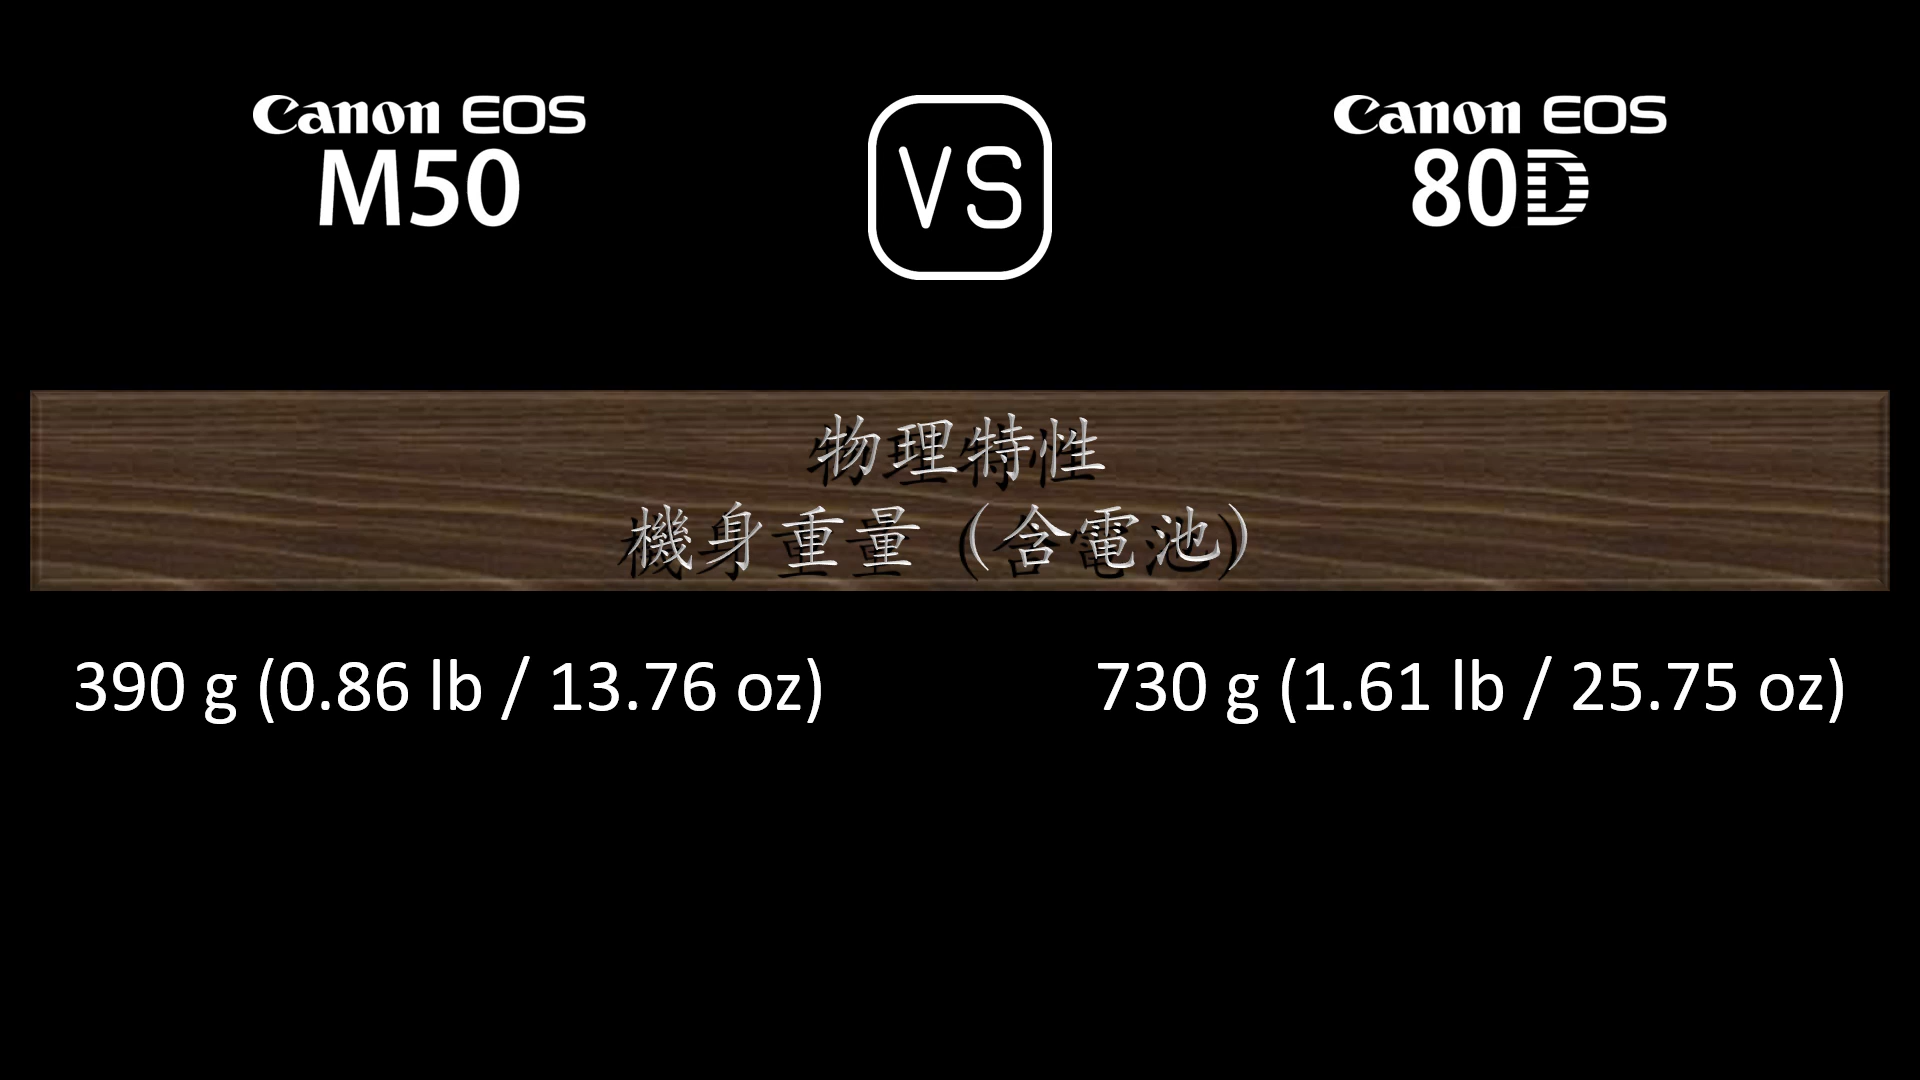 Canon EOS
M50
VS
Canon EOS
80D
物理特性
機身重量（含電池）
390 g (0.86 lb / 13.76 oz)
730 g (1.61 lb / 25.75 oz)